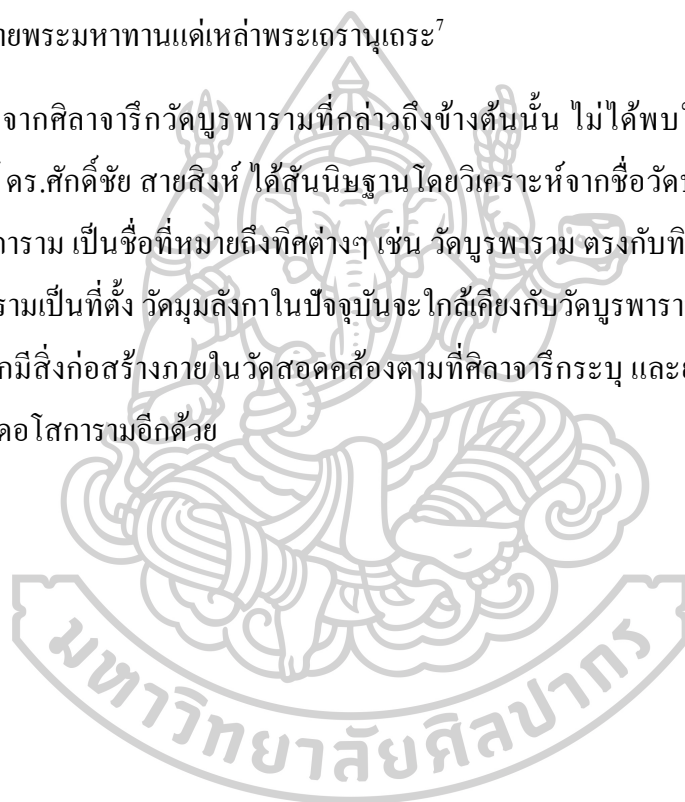 ายพระมหาทานแด่เหล่าพระเถรานุเถระ7
จากศิลาจารึกวัดบูรพารามที่กล่าวถึงข้างต้นนั้น ไม่ได้พบใ
ดร.ศักดิ์ชัย สายสิงห์ ได้สันนิษฐานโดยวิเคราะห์จากชื่อวัด
การาม เป็นชื่อที่หมายถึงทิศต่างๆ เช่น วัดบูรพาราม ตรงกับทิ
รามเป็นที่ตั้ง วัดมุมลังกาในปัจจุบันจะใกล้เคียงกับวัดบูรพารา
กมีสิ่งก่อสร้างภายในวัดสอดคล้องตามที่ศิลาจารึกระบุ และย
ดอโสการามอีกด้วย
มหาวิทยาลัยศิลปากร